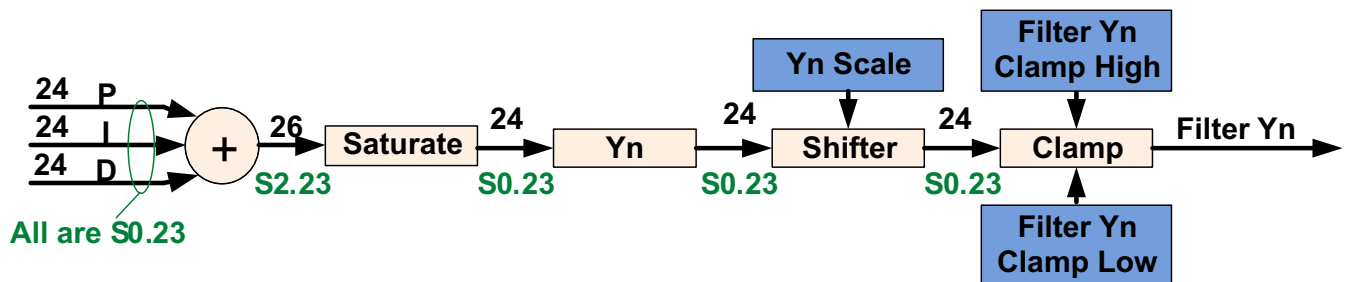 24 P
24 I
24 D
All are S0.23
+
26
S2.23
Saturate
24
S0.23
Yn
24
S0.23
Yn Scale
Shifter
24
S0.23
Filter Yn
Clamp High
Clamp
Filter Yn
Clamp Low
Filter Yn